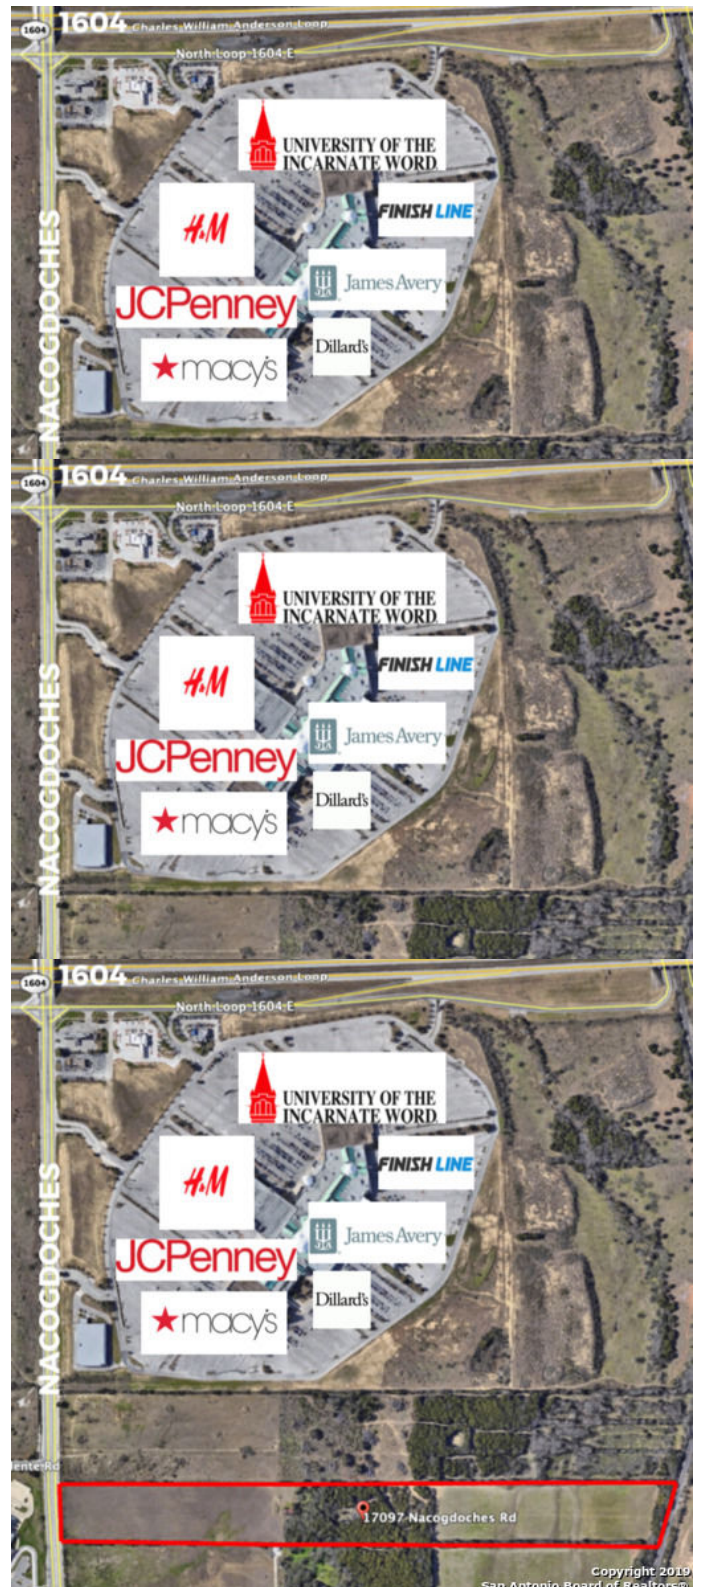 1604
1604
Charles William Anderson Loop
North Loop 1604 E
UNIVERSITY OF THE
INCARNATE WORD
NACOGDOCHES
H&M
FINISH LINE
James Avery
JCPenney
Dillard's
macy's
1604
1604
Charles William Anderson Loop
North Loop 1604 E
UNIVERSITY OF THE
INCARNATE WORD
NACOGDOCHES
H&M
FINISH LINE
James Avery
JCPenney
Dillard's
macy's
1604
1604
Charles William Anderson Loop
North Loop 1604 E
UNIVERSITY OF THE
INCARNATE WORD
NACOGDOCHES
H&M
FINISH LINE
James Avery
JCPenney
Dillard's
macy's
17097 Nacogdoches Rd
Copyright 2019
San Antonio Board of Realtors®